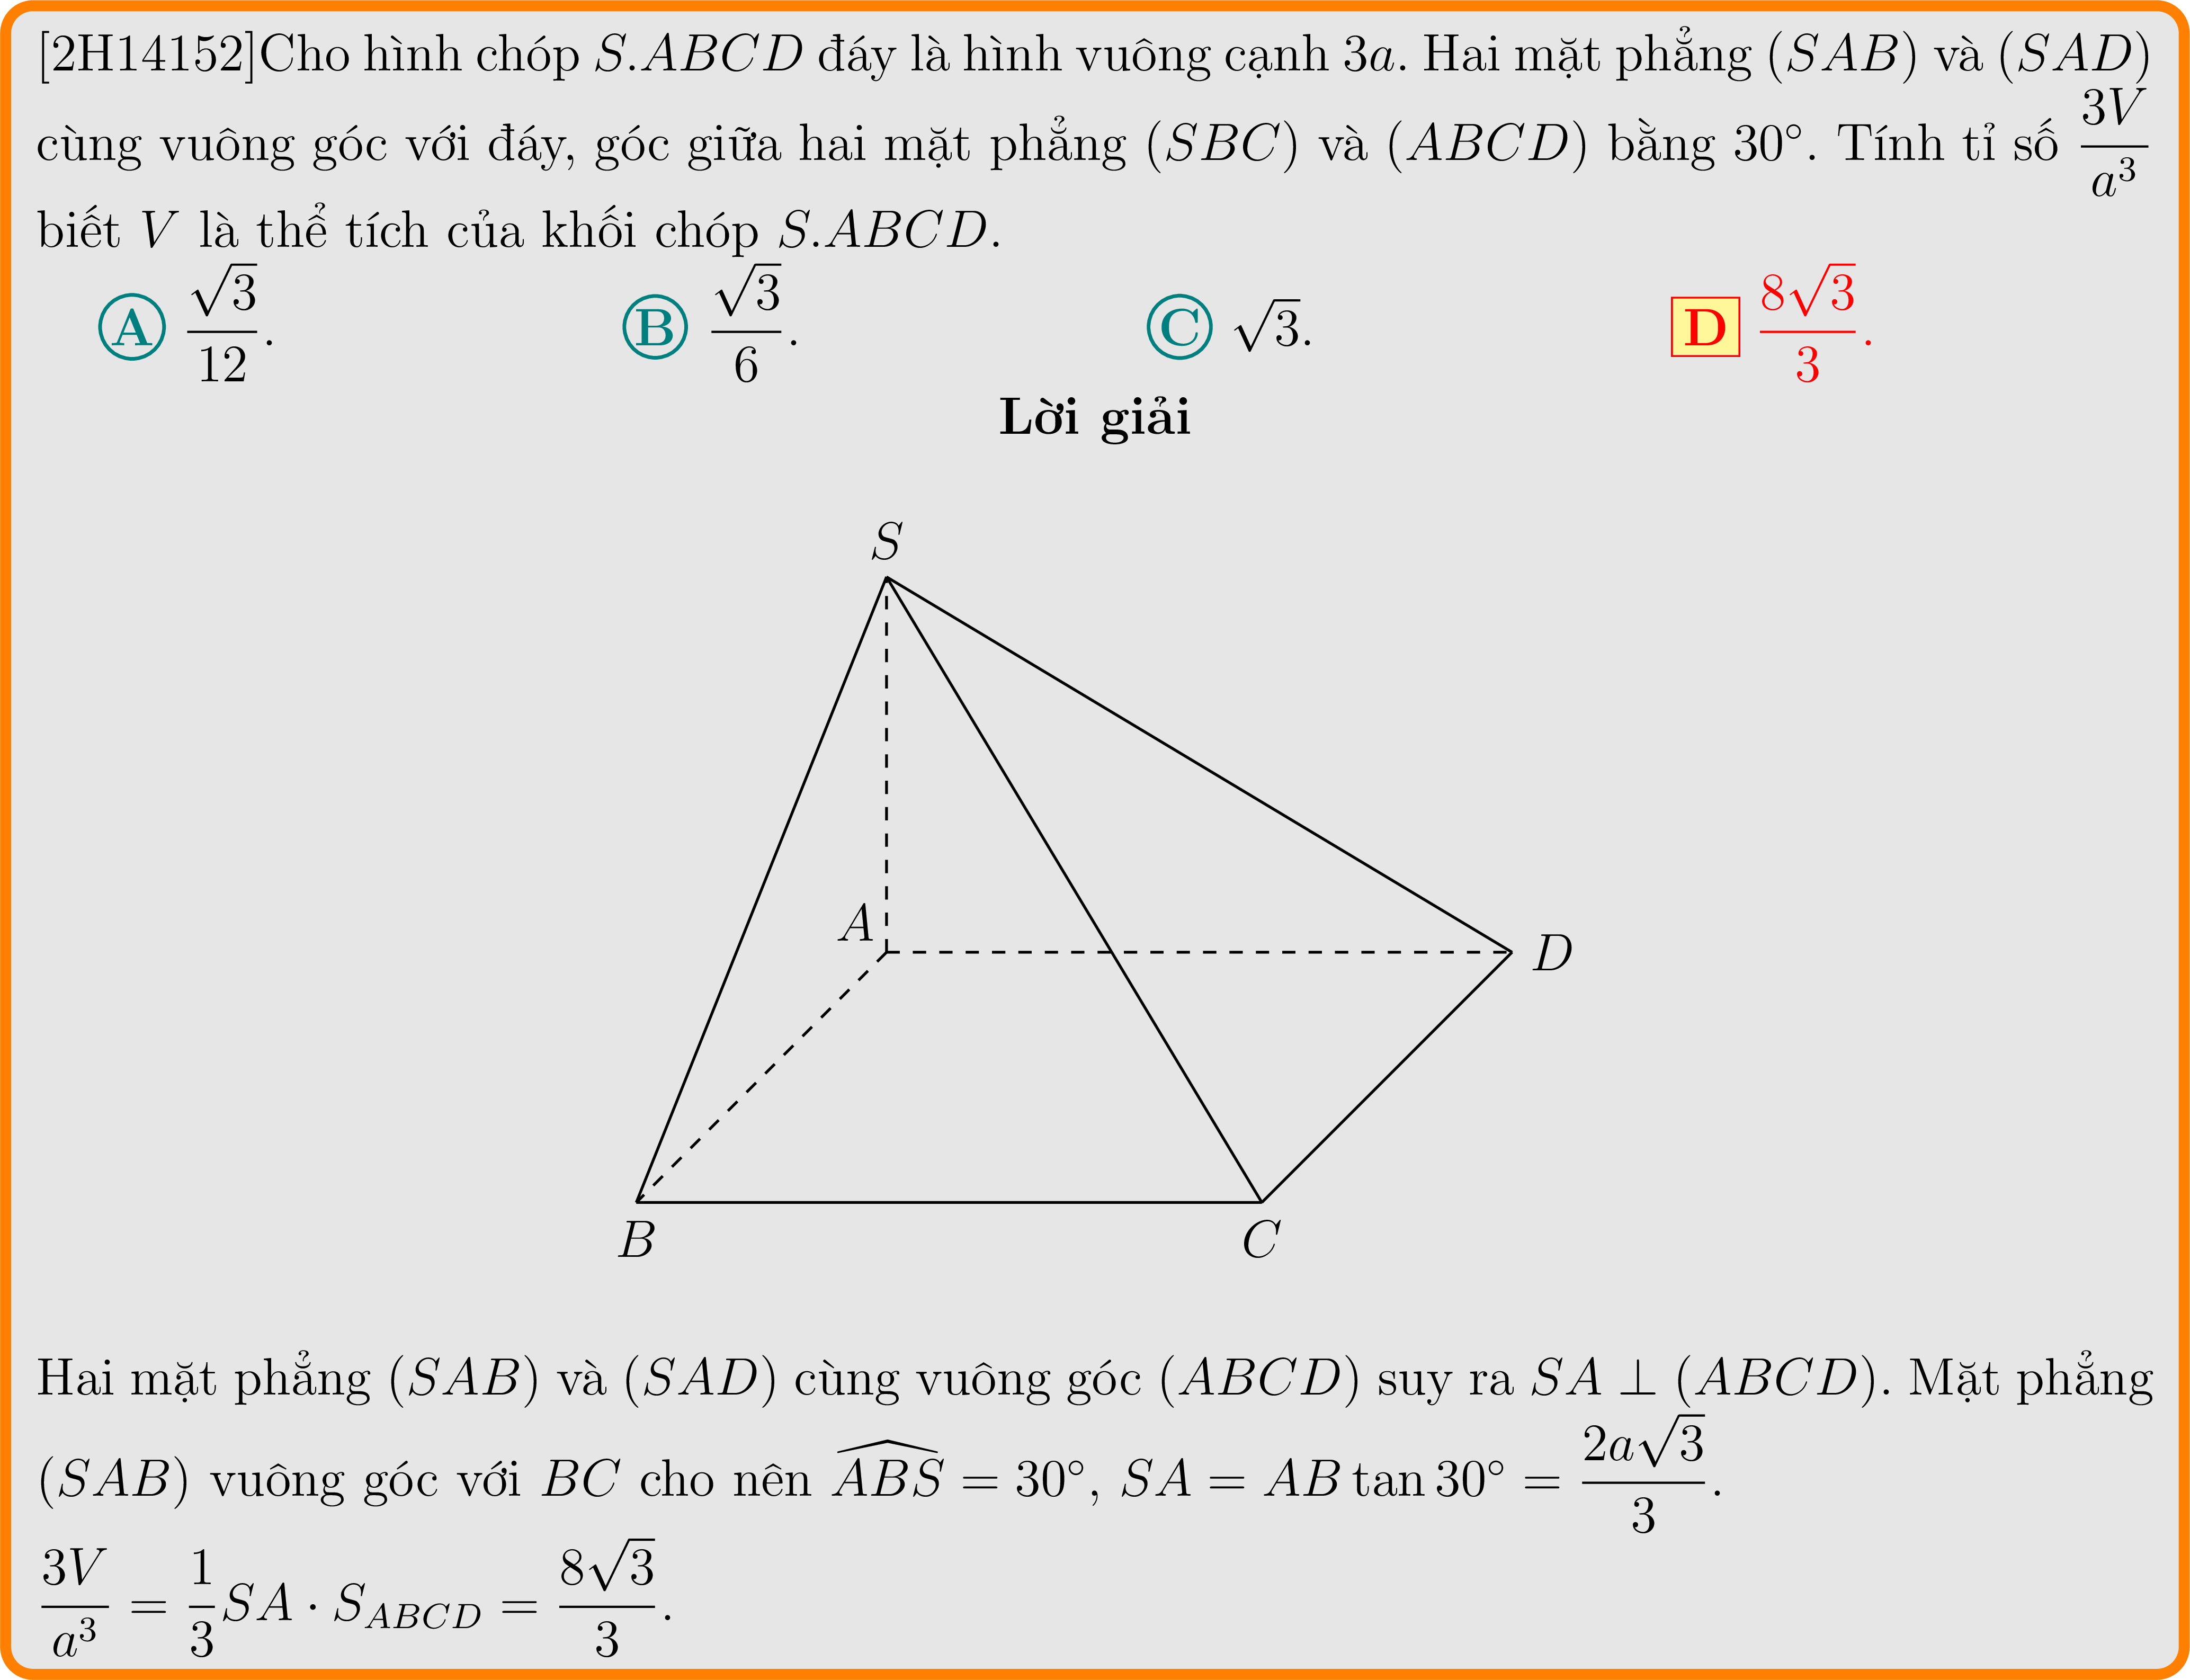 [2H14152]Cho hình chóp S.ABCD đáy là hình vuông cạnh 3a. Hai mặt phẳng (SAB) và (SAD)
cùng vuông góc với đáy, góc giữa hai mặt phẳng (SBC) và (ABCD) bằng 30°. Tính tỉ số \frac{3V}{a^3}
biết V là thể tích của khối chóp S.ABCD.
A \frac{\sqrt{3}}{12}. B \frac{\sqrt{3}}{6}. C \sqrt{3}. D \frac{8\sqrt{3}}{3}.
Lời giải
S
A
D
B C
Hai mặt phẳng (SAB) và (SAD) cùng vuông góc (ABCD) suy ra SA ⊥ (ABCD). Mặt phẳng
(SAB) vuông góc với BC cho nên \widehat{ABS} = 30°, SA = AB tan 30° = \frac{2a\sqrt{3}}{3}.
\frac{3V}{a^3} = \frac{1}{3}SA · S_{ABCD} = \frac{8\sqrt{3}}{3}.